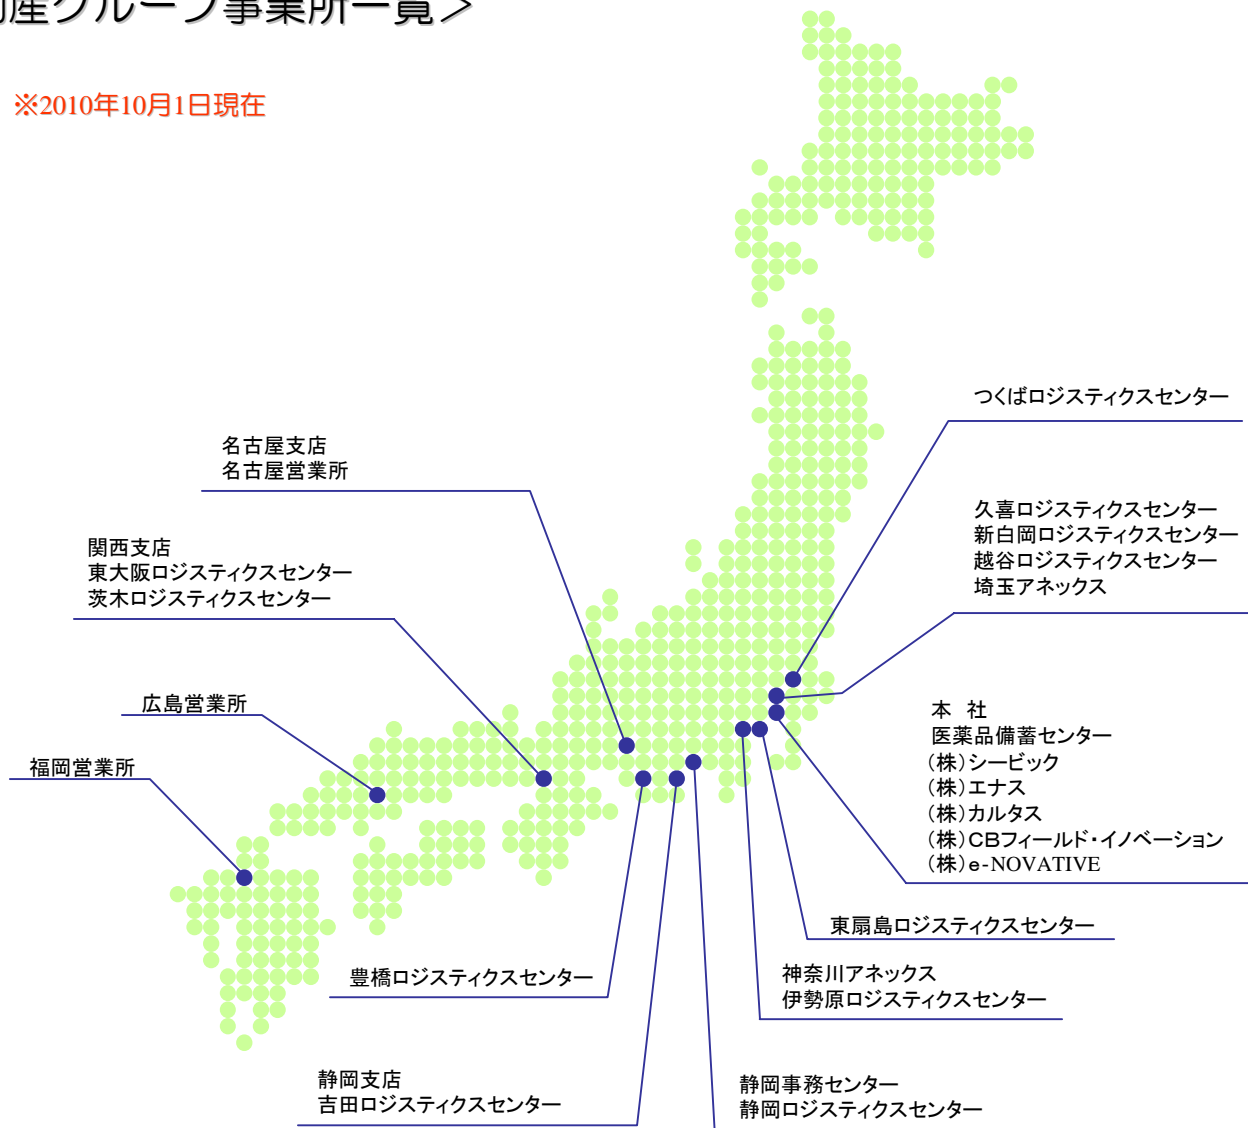 産グループ事業所一覧＞
※2010年10月1日現在
つくばロジスティクスセンター
名古屋支店
名古屋営業所
久喜ロジスティクスセンター
新白岡ロジスティクスセンター
越谷ロジスティクスセンター
埼玉アネックス
関西支店
東大阪ロジスティクスセンター
茨木ロジスティクスセンター
広島営業所
本　社
医薬品備蓄センター
(株)シービック
(株)エナス
(株)カルタス
(株)CBフィールド・イノベーション
(株)e-NOVATIVE
福岡営業所
東扇島ロジスティクスセンター
豊橋ロジスティクスセンター
神奈川アネックス
伊勢原ロジスティクスセンター
静岡支店
吉田ロジスティクスセンター
静岡事務センター
静岡ロジスティクスセンター